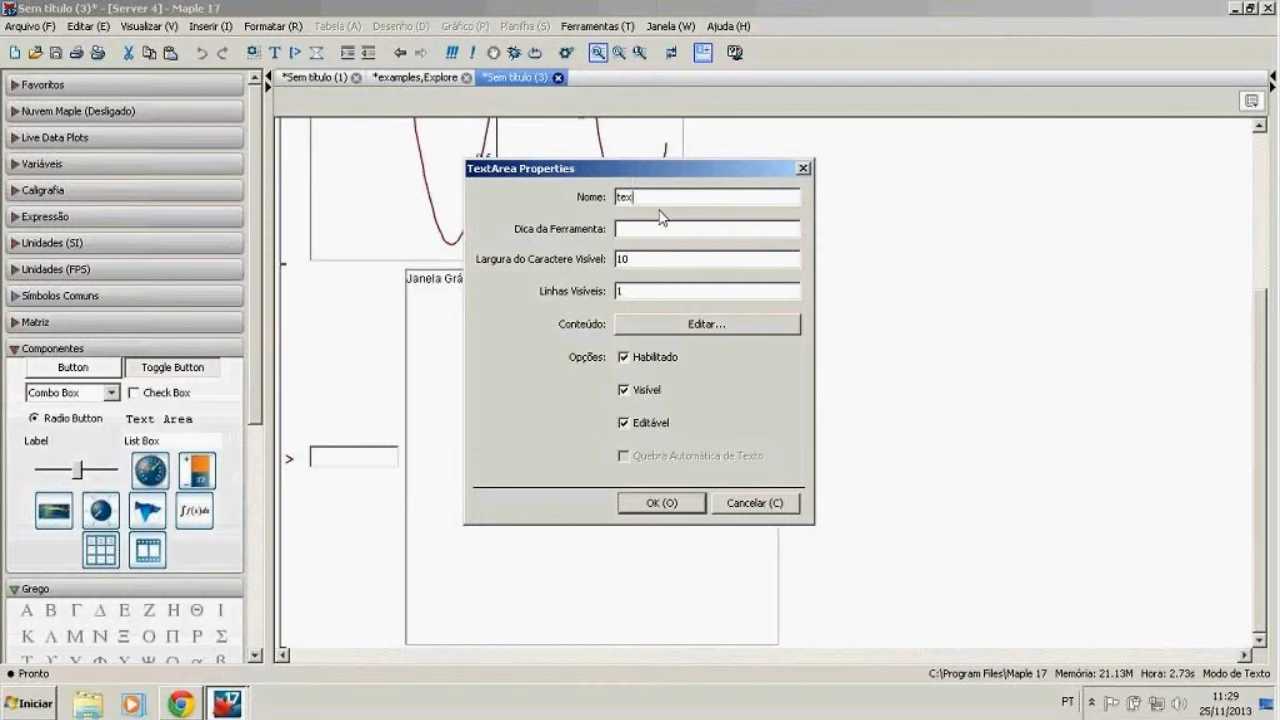 Sem título (3)* - [Server 4] - Maple 17
Arquivo (F) Editar (E) Visualizar (V) Inserir (I) Formatar (R) Tabela (A) Desenho (D) Gráfico (P) Planilha (S) Ferramentas (T) Janela (W) Ajuda (H)
*Sem título (1) *examples,Explore *Sem título (3)
Favoritos
Nuvem Maple (Desligado)
Live Data Plots
Variáveis
Caligrafia
Expressão
Unidades (SI)
Unidades (FPS)
Símbolos Comuns
Matriz
Componentes
Button Toggle Button
Combo Box Check Box
Radio Button Text Area
Label List Box
∫f(x)dx
Grego
Α Β Γ Δ Ε Ζ Η Θ Ι
Κ Λ Μ Ν Ξ Ο Π Ρ Σ
Τ Υ Χ Φ Υ Ψ Ω α β
Janela Grá
>
TextArea Properties
Nome: tex
Dica da Ferramenta:
Largura do Caractere Visível: 10
Linhas Visíveis: 1
Conteúdo: Editar...
Opções: Habilitado
Visível
Editável
Quebra Automática de Texto
OK (O) Cancelar (C)
Pronto
C:\Program Files\Maple 17 Memória: 21.13M Hora: 2.73s Modo de Texto
Iniciar
17
PT
11:29
25/11/2013